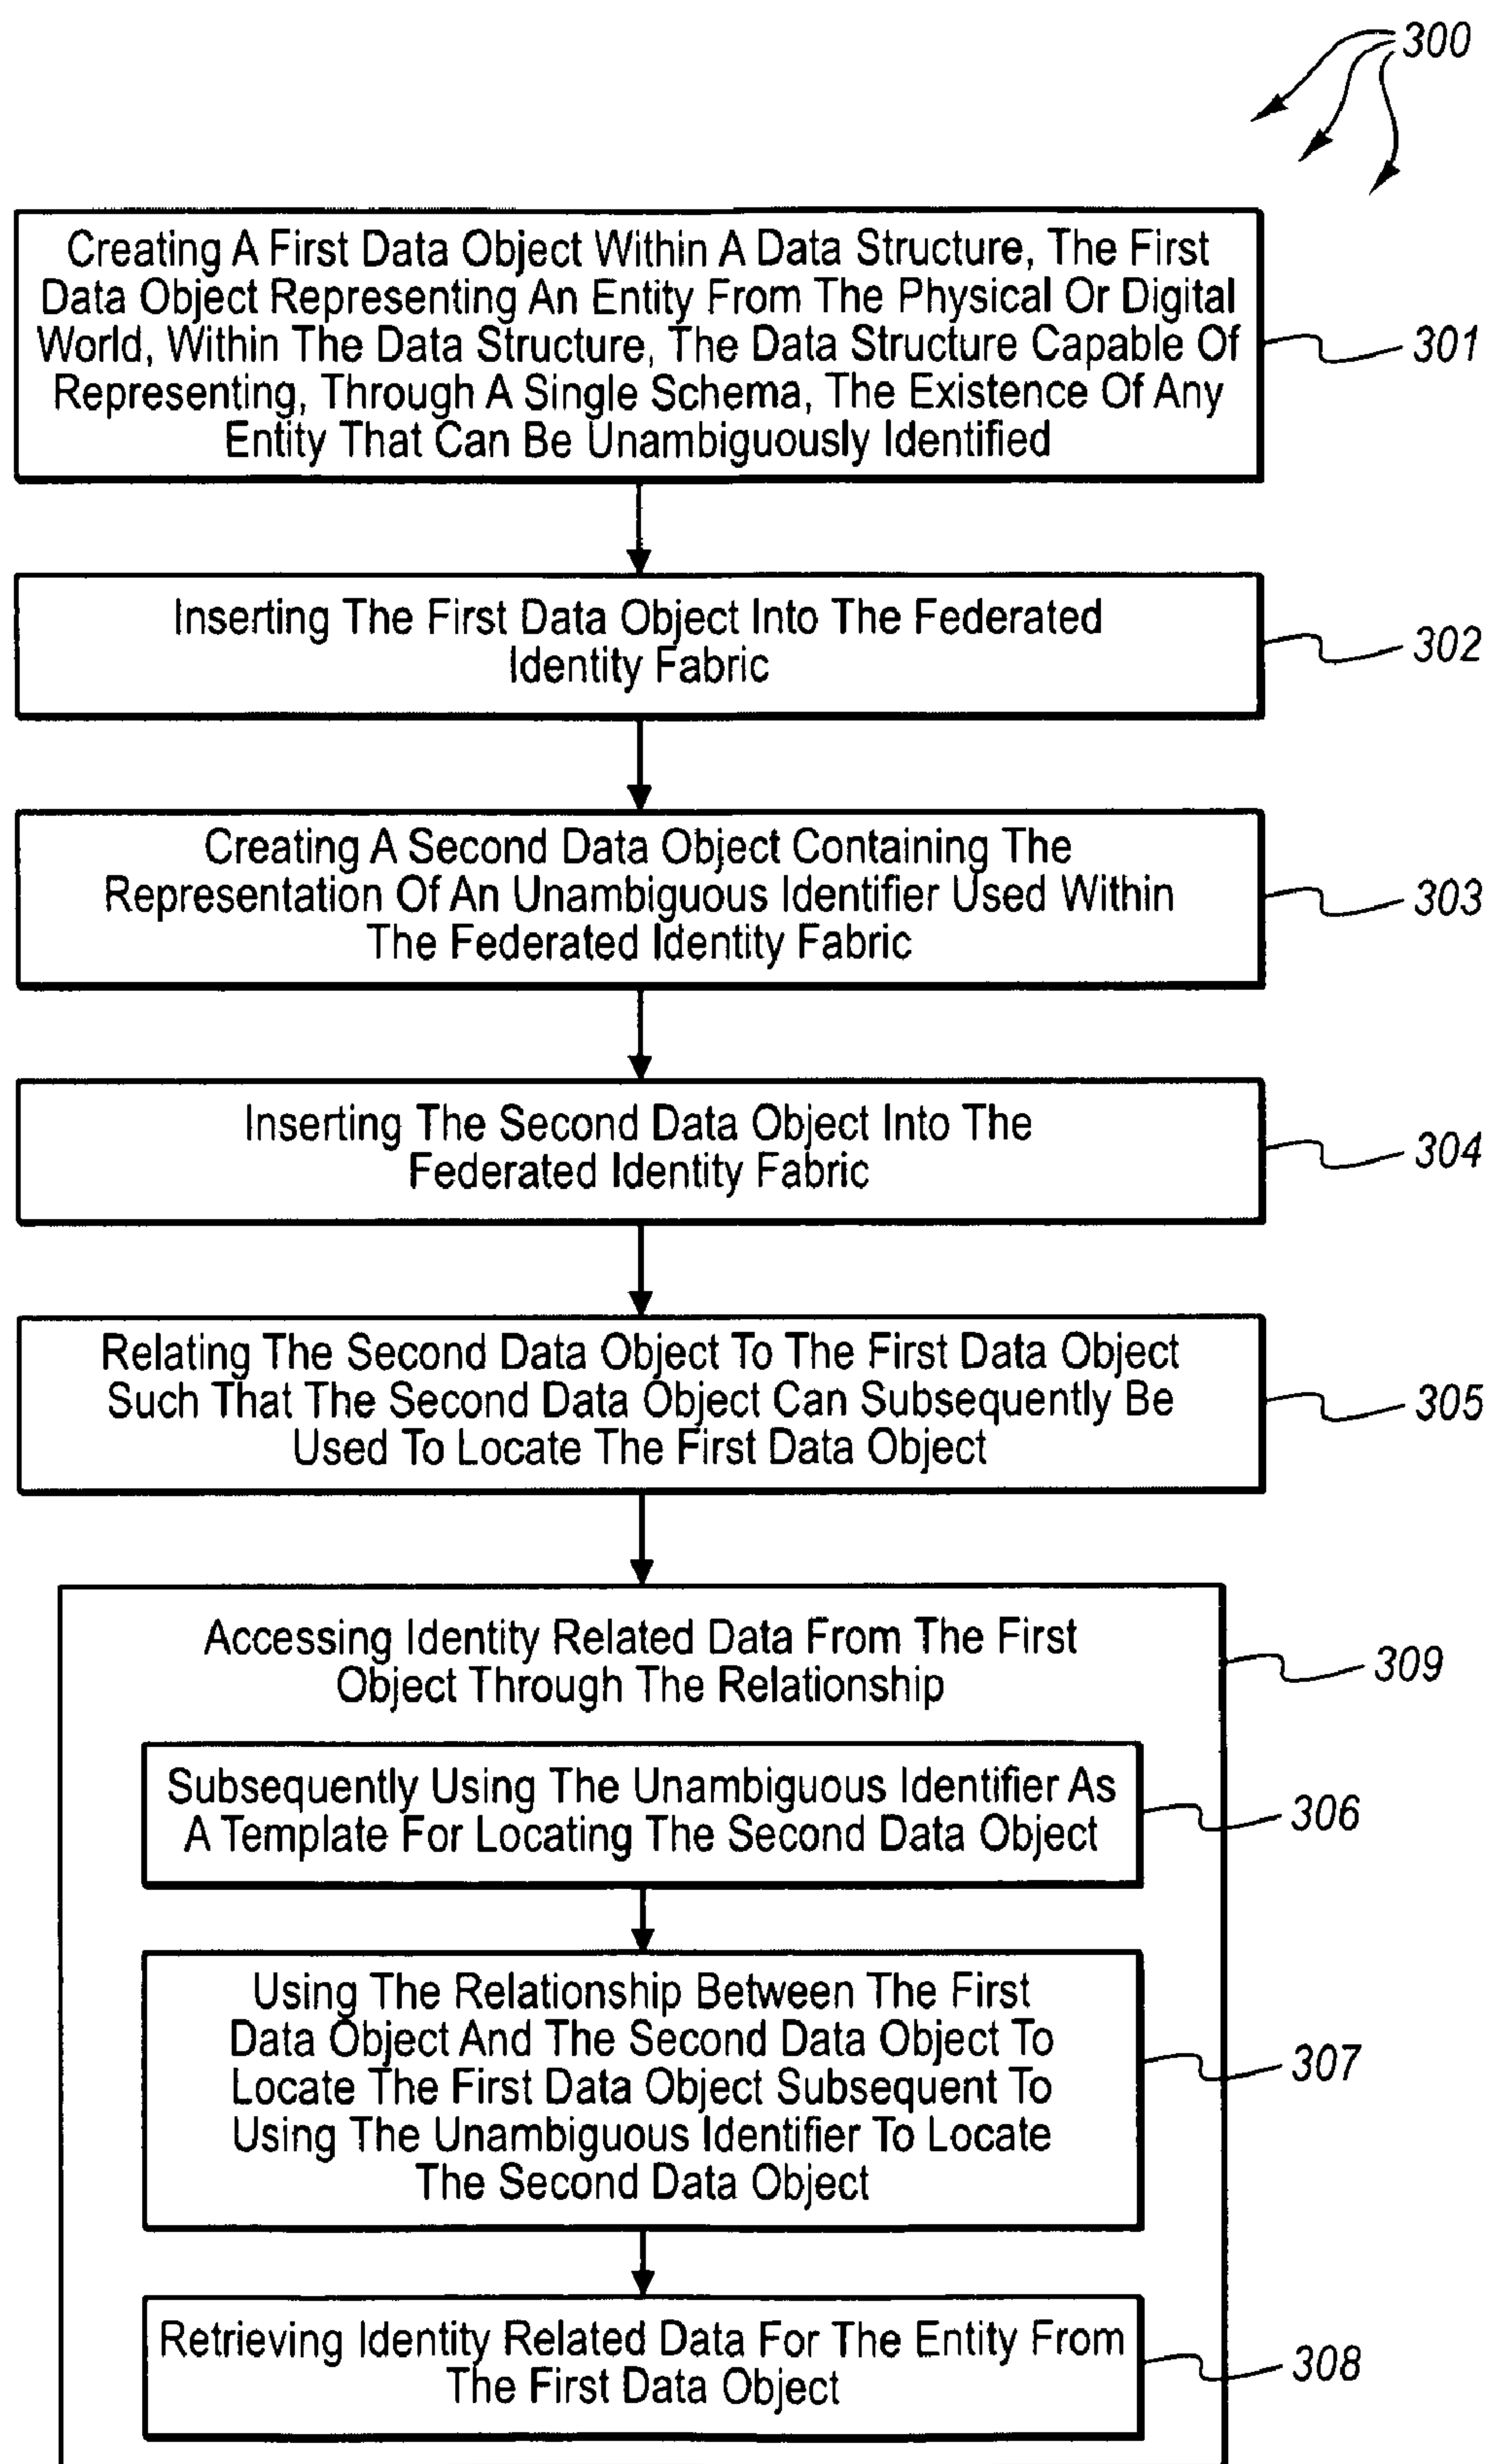 300
Creating A First Data Object Within A Data Structure, The First
Data Object Representing An Entity From The Physical Or Digital
World, Within The Data Structure, The Data Structure Capable Of
Representing, Through A Single Schema, The Existence Of Any
Entity That Can Be Unambiguously Identified
301
Inserting The First Data Object Into The Federated
Identity Fabric
302
Creating A Second Data Object Containing The
Representation Of An Unambiguous Identifier Used Within
The Federated Identity Fabric
303
Inserting The Second Data Object Into The
Federated Identity Fabric
304
Relating The Second Data Object To The First Data Object
Such That The Second Data Object Can Subsequently Be
Used To Locate The First Data Object
305
Accessing Identity Related Data From The First
Object Through The Relationship
309
Subsequently Using The Unambiguous Identifier As
A Template For Locating The Second Data Object
306
Using The Relationship Between The First
Data Object And The Second Data Object To
Locate The First Data Object Subsequent To
Using The Unambiguous Identifier To Locate
The Second Data Object
307
Retrieving Identity Related Data For The Entity From
The First Data Object
308